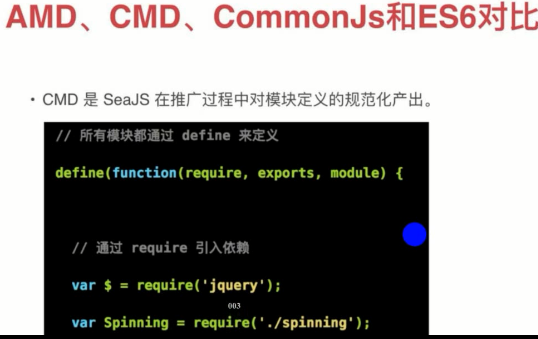 AMD、CMD、CommonJs和ES6对比
• CMD 是 SeaJS 在推广过程中对模块定义的规范化产出。
// 所有模块都通过 define 来定义
define(function(require, exports, module) {
// 通过 require 引入依赖
var $ = require('jquery');
003
var Spinning = require('./spinning');